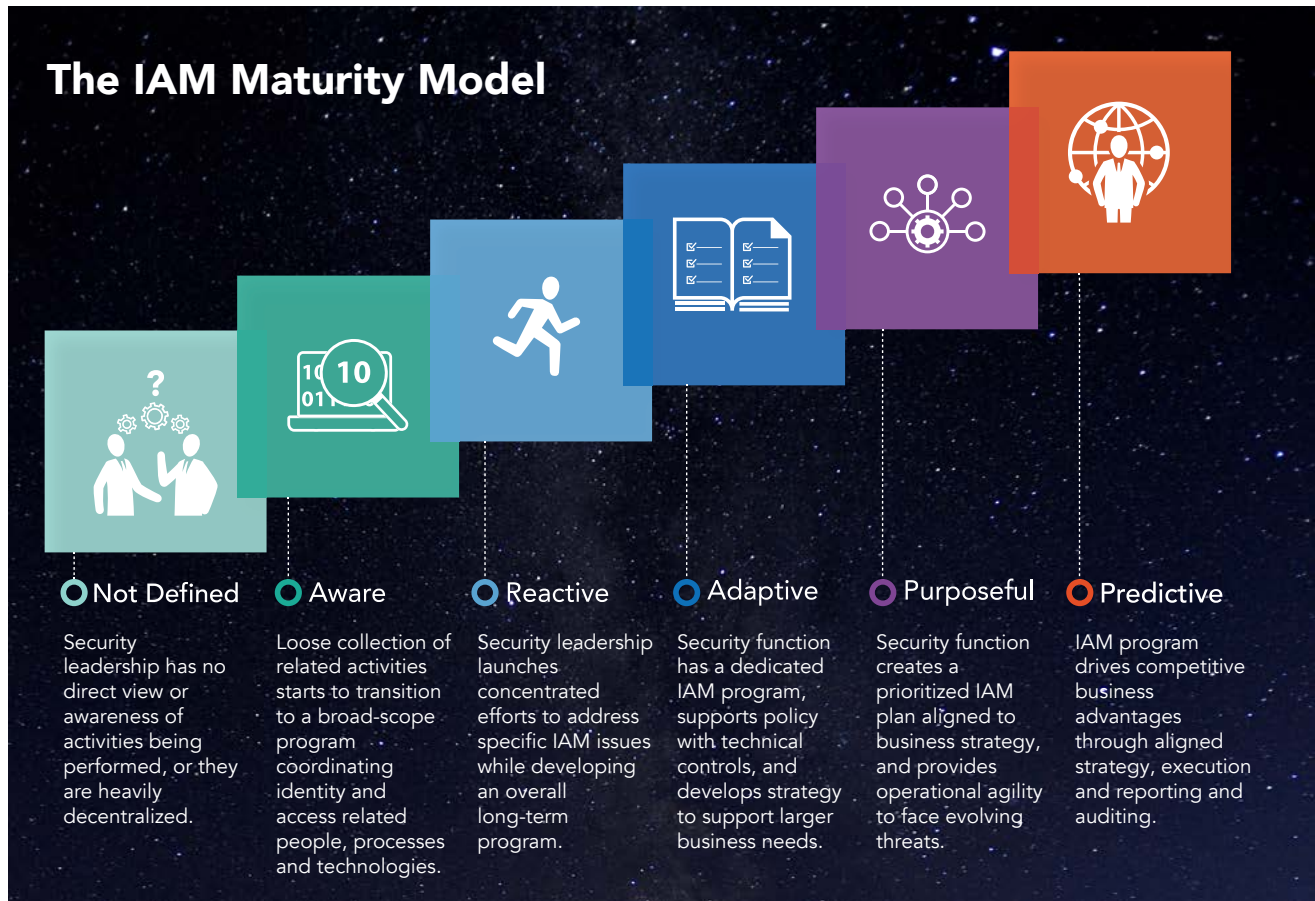 The IAM Maturity Model
?
10
10
01
Not Defined
Security
leadership has no
direct view or
awareness of
activities being
performed, or they
are heavily
decentralized.
Aware
Loose collection of
related activities
starts to transition
to a broad-scope
program
coordinating
identity and
access related
people, processes
and technologies.
Reactive
Security leadership
launches
concentrated
efforts to address
specific IAM issues
while developing
an overall
long-term
program.
Adaptive
Security function
has a dedicated
IAM program,
supports policy
with technical
controls, and
develops strategy
to support larger
business needs.
Purposeful
Security function
creates a
prioritized IAM
plan aligned to
business strategy,
and provides
operational agility
to face evolving
threats.
Predictive
IAM program
drives competitive
business
advantages
through aligned
strategy, execution
and reporting and
auditing.